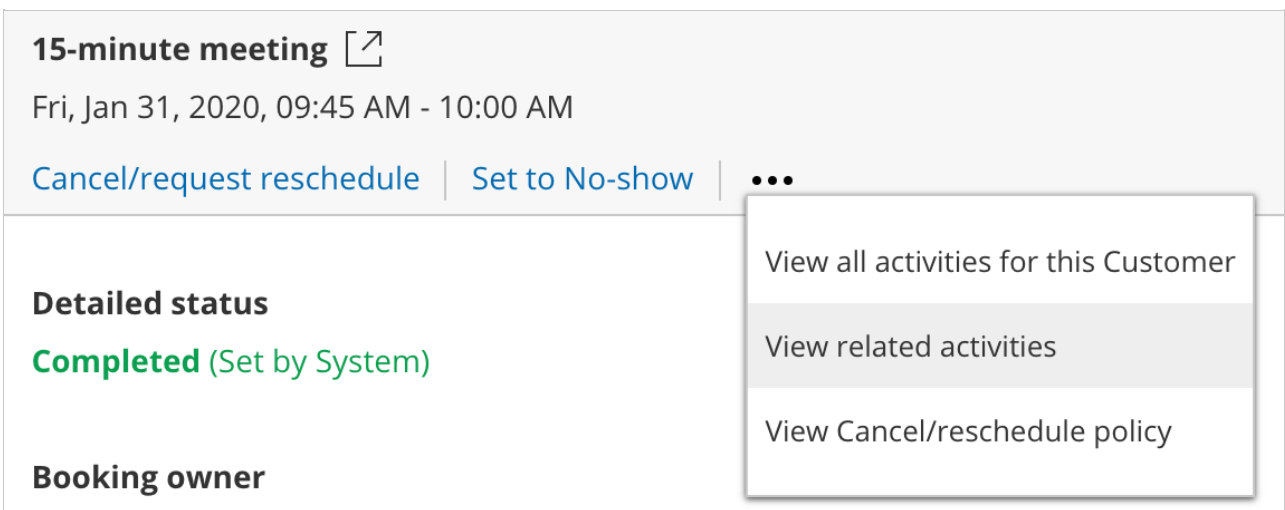 15-minute meeting
Fri, Jan 31, 2020, 09:45 AM - 10:00 AM
Cancel/request reschedule Set to No-show •••
View all activities for this Customer
View related activities
View Cancel/reschedule policy
Detailed status
Completed (Set by System)
Booking owner